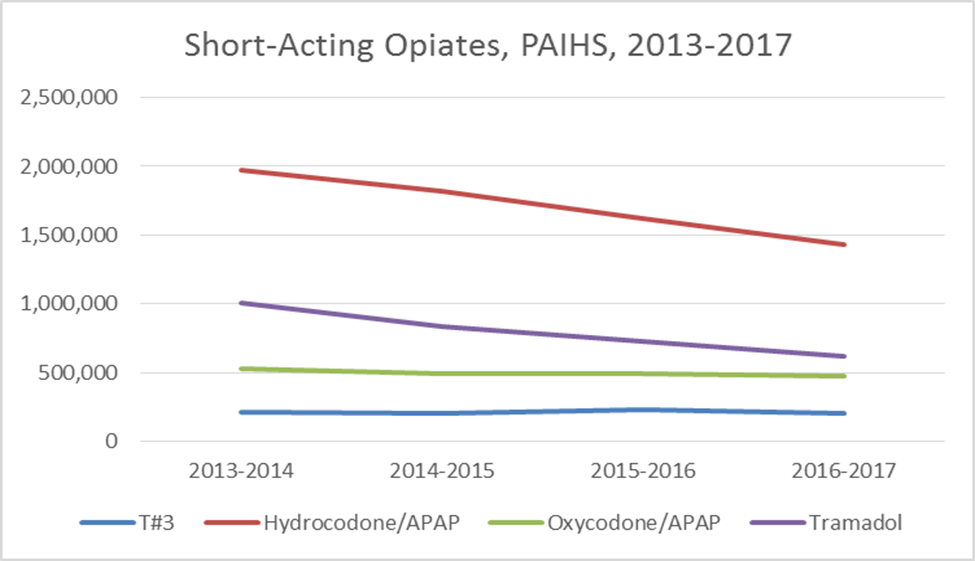 Short-Acting Opiates, PAIHS, 2013-2017
2,500,000
2,000,000
1,500,000
1,000,000
500,000
0
2013-2014 2014-2015 2015-2016 2016-2017
T#3 Hydrocodone/APAP Oxycodone/APAP Tramadol